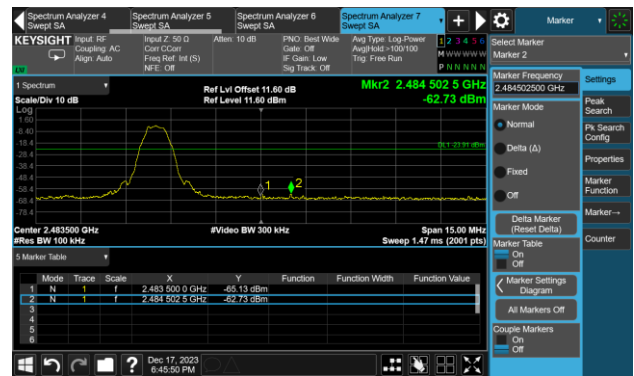 Spectrum Analyzer 4
Swept SA
Spectrum Analyzer 5
Swept SA
Spectrum Analyzer 6
Swept SA
Spectrum Analyzer 7
Swept SA
Marker
KEYSIGHT
Input: RF
Coupling: AC
Align: Auto
Input Z: 50 Ω
Corr CCorr
Freq Ref: Int (S)
NFE: Off
Atten: 10 dB
PNO: Best Wide
Gate: Off
IF Gain: Low
Sig Track: Off
Avg Type: Log-Power
Avg|Hold:>100/100
Trig: Free Run
1 2 3 4 5 6
M W W W W W
P N N N N N
Select Marker
Marker 2
1 Spectrum
Scale/Div 10 dB
Ref Lvl Offset 11.60 dB
Ref Level 11.60 dBm
Mkr2 2.484 502 5 GHz
-62.73 dBm
Log
1.60
-8.40
-18.4
-28.4
-38.4
-48.4
-58.4
-68.4
-78.4
DL1 -23.91 dBm
1
2
Center 2.483500 GHz
#Res BW 100 kHz
#Video BW 300 kHz
Span 15.00 MHz
Sweep 1.47 ms (2001 pts)
5 Marker Table
Mode Trace Scale X Y Function Function Width Function Value
1 N 1 f 2.483 500 0 GHz -65.13 dBm
2 N 1 f 2.484 502 5 GHz -62.73 dBm
3
4
5
6
Marker Frequency
2.484502500 GHz
Marker Mode
Normal
Delta (Δ)
Fixed
Off
Delta Marker
(Reset Delta)
Marker Table
On
Off
Marker Settings
Diagram
All Markers Off
Couple Markers
On
Off
Settings
Peak
Search
Pk Search
Config
Properties
Marker
Function
Marker→
Counter
Dec 17, 2023
6:45:50 PM